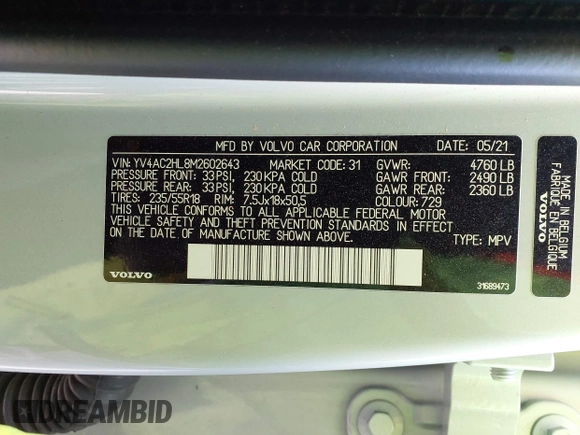 MFD BY VOLVO CAR CORPORATION DATE: 05/21
VIN: YV4AC2HL8M2602643 MARKET CODE: 31 GVWR: 4760 LB
PRESSURE FRONT: 33 PSI, 230 KPA COLD GAWR FRONT: 2490 LB
PRESSURE REAR: 33 PSI, 230 KPA COLD GAWR REAR: 2360 LB
TIRES: 235/55R18 RIM: 7.5Jx18x50,5 COLOUR: 729
THIS VEHICLE CONFORMS TO ALL APPLICABLE FEDERAL MOTOR
VEHICLE SAFETY AND THEFT PREVENTION STANDARDS IN EFFECT
ON THE DATE OF MANUFACTURE SHOWN ABOVE. TYPE: MPV
VOLVO
31689473
MADE IN BELGIUM
FABRIQUE EN BELGIQUE
VOLVO
DREAMBID